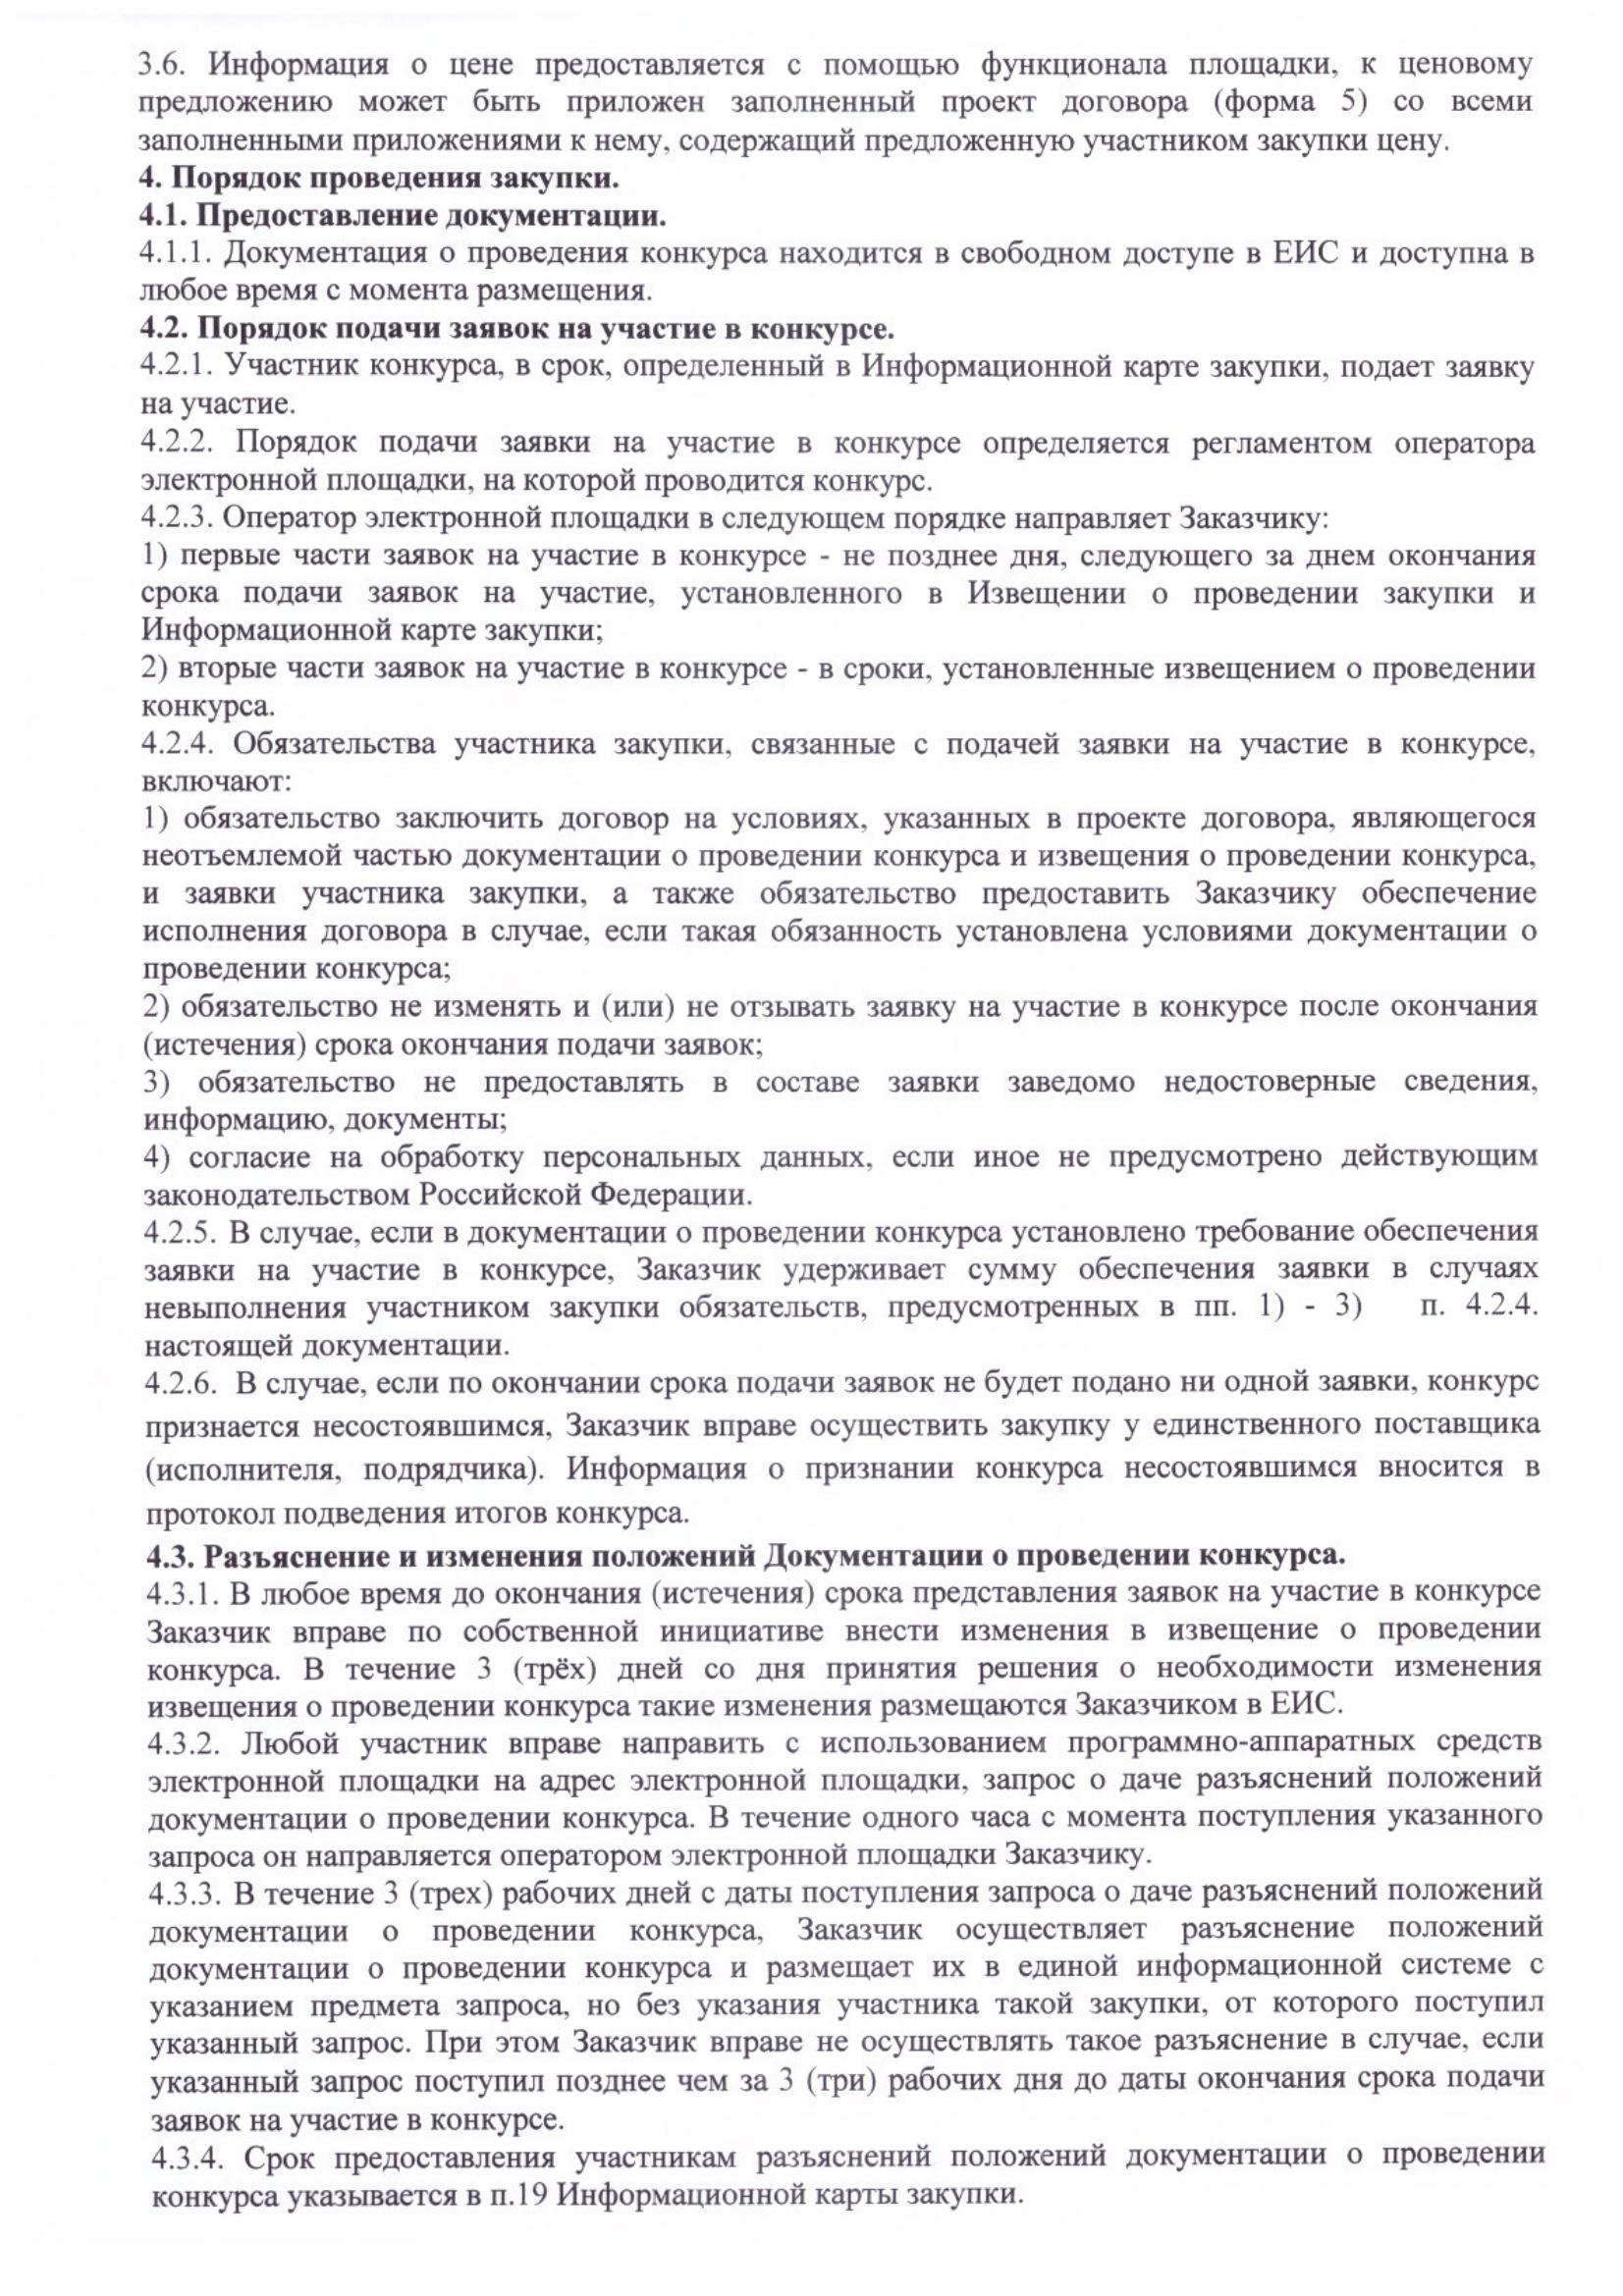 3.6. Информация о цене предоставляется с помощью функционала площадки, к ценовому
предложению может быть приложен заполненный проект договора (форма 5) со всеми
заполненными приложениями к нему, содержащий предложенную участником закупки цену.
4. Порядок проведения закупки.
4.1. Предоставление документации.
4.1.1. Документация о проведения конкурса находится в свободном доступе в ЕИС и доступна в
любое время с момента размещения.
4.2. Порядок подачи заявок на участие в конкурсе.
4.2.1. Участник конкурса, в срок, определенный в Информационной карте закупки, подает заявку
на участие.
4.2.2. Порядок подачи заявки на участие в конкурсе определяется регламентом оператора
электронной площадки, на которой проводится конкурс.
4.2.3. Оператор электронной площадки в следующем порядке направляет Заказчику:
1) первые части заявок на участие в конкурсе - не позднее дня, следующего за днем окончания
срока подачи заявок на участие, установленного в Извещении о проведении закупки и
Информационной карте закупки;
2) вторые части заявок на участие в конкурсе - в сроки, установленные извещением о проведении
конкурса.
4.2.4. Обязательства участника закупки, связанные с подачей заявки на участие в конкурсе,
включают:
1) обязательство заключить договор на условиях, указанных в проекте договора, являющегося
неотъемлемой частью документации о проведении конкурса и извещения о проведении конкурса,
и заявки участника закупки, а также обязательство предоставить Заказчику обеспечение
исполнения договора в случае, если такая обязанность установлена условиями документации о
проведении конкурса;
2) обязательство не изменять и (или) не отзывать заявку на участие в конкурсе после окончания
(истечения) срока окончания подачи заявок;
3) обязательство не предоставлять в составе заявки заведомо недостоверные сведения,
информацию, документы;
4) согласие на обработку персональных данных, если иное не предусмотрено действующим
законодательством Российской Федерации.
4.2.5. В случае, если в документации о проведении конкурса установлено требование обеспечения
заявки на участие в конкурсе, Заказчик удерживает сумму обеспечения заявки в случаях
невыполнения участником закупки обязательств, предусмотренных в пп. 1) - 3) п. 4.2.4.
настоящей документации.
4.2.6. В случае, если по окончании срока подачи заявок не будет подано ни одной заявки, конкурс
признается несостоявшимся, Заказчик вправе осуществить закупку у единственного поставщика
(исполнителя, подрядчика). Информация о признании конкурса несостоявшимся вносится в
протокол подведения итогов конкурса.
4.3. Разъяснение и изменения положений Документации о проведении конкурса.
4.3.1. В любое время до окончания (истечения) срока представления заявок на участие в конкурсе
Заказчик вправе по собственной инициативе внести изменения в извещение о проведении
конкурса. В течение 3 (трёх) дней со дня принятия решения о необходимости изменения
извещения о проведении конкурса такие изменения размещаются Заказчиком в ЕИС.
4.3.2. Любой участник вправе направить с использованием программно-аппаратных средств
электронной площадки на адрес электронной площадки, запрос о даче разъяснений положений
документации о проведении конкурса. В течение одного часа с момента поступления указанного
запроса он направляется оператором электронной площадки Заказчику.
4.3.3. В течение 3 (трех) рабочих дней с даты поступления запроса о даче разъяснений положений
документации о проведении конкурса, Заказчик осуществляет разъяснение положений
документации о проведении конкурса и размещает их в единой информационной системе с
указанием предмета запроса, но без указания участника такой закупки, от которого поступил
указанный запрос. При этом Заказчик вправе не осуществлять такое разъяснение в случае, если
указанный запрос поступил позднее чем за 3 (три) рабочих дня до даты окончания срока подачи
заявок на участие в конкурсе.
4.3.4. Срок предоставления участникам разъяснений положений документации о проведении
конкурса указывается в п.19 Информационной карты закупки.